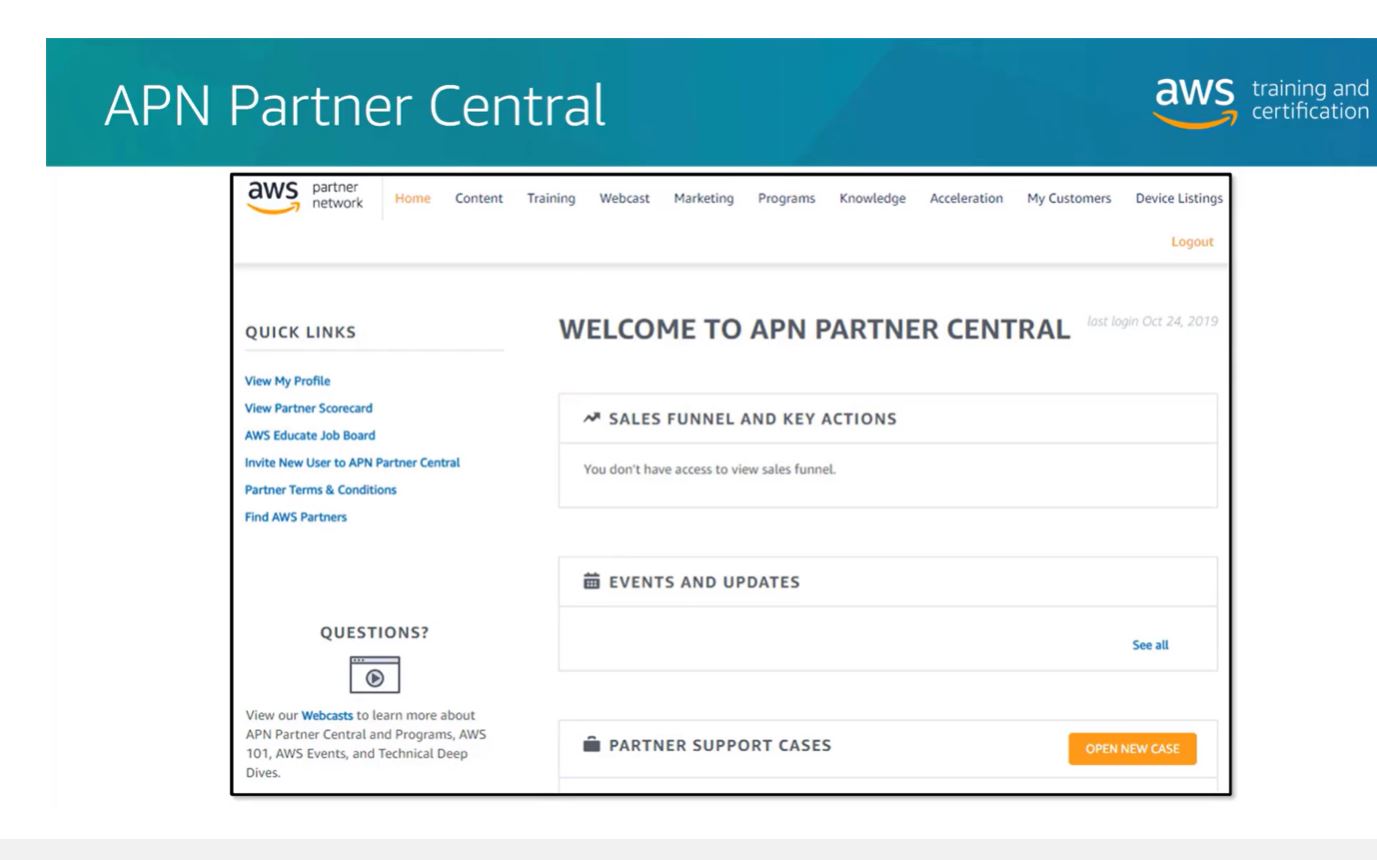 APN Partner Central
aws training and
certification
aws partner
network
Home Content Training Webcast Marketing Programs Knowledge Acceleration My Customers Device Listings
Logout
QUICK LINKS
View My Profile
View Partner Scorecard
AWS Educate Job Board
Invite New User to APN Partner Central
Partner Terms & Conditions
Find AWS Partners
QUESTIONS?
View our Webcasts to learn more about
APN Partner Central and Programs, AWS
101, AWS Events, and Technical Deep
Dives.
WELCOME TO APN PARTNER CENTRAL last login Oct 24, 2019
SALES FUNNEL AND KEY ACTIONS
You don't have access to view sales funnel.
EVENTS AND UPDATES
See all
PARTNER SUPPORT CASES
OPEN NEW CASE